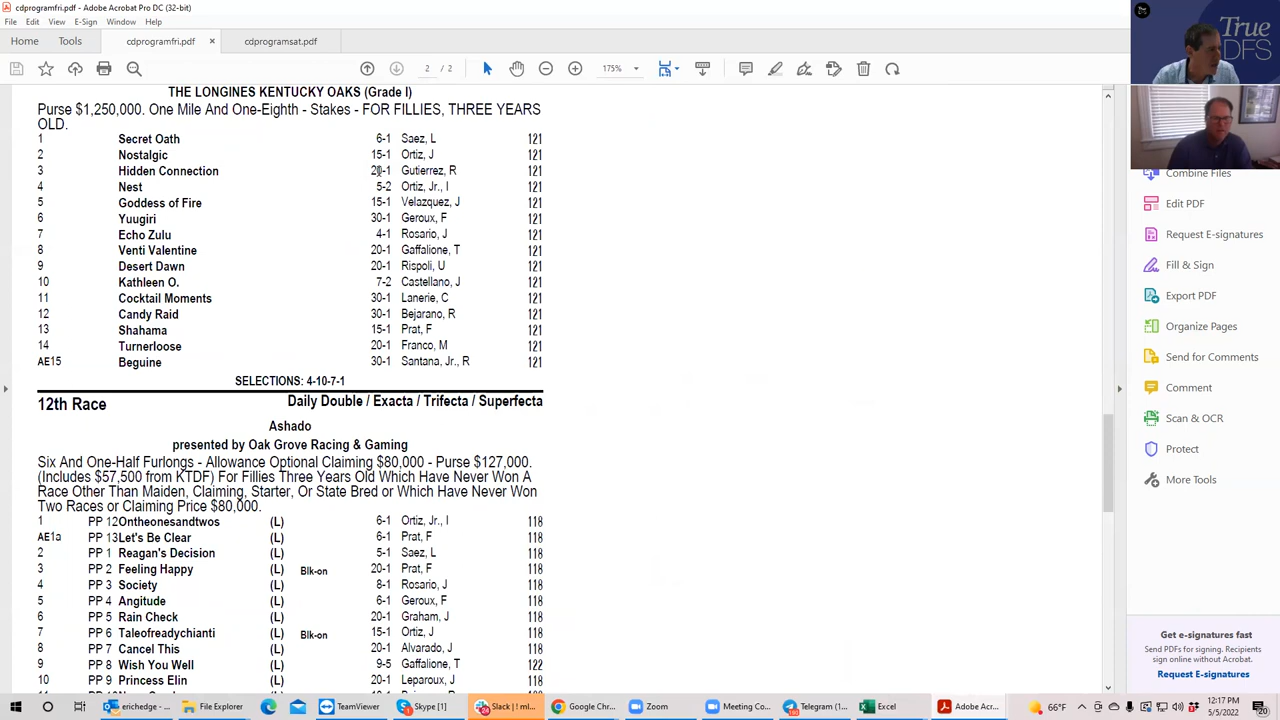 cdprogramfri.pdf - Adobe Acrobat Pro DC (32-bit)
File Edit View E-Sign Window Help
Home Tools cdprogramfri.pdf × cdprogramsat.pdf
2 / 2 175%
THE LONGINES KENTUCKY OAKS (Grade I)
Purse $1,250,000. One Mile And One-Eighth - Stakes - FOR FILLIES, THREE YEARS
OLD.
1 Secret Oath 6-1 Saez, L 121
2 Nostalgic 15-1 Ortiz, J 121
3 Hidden Connection 20-1 Gutierrez, R 121
4 Nest 5-2 Ortiz, Jr., I 121
5 Goddess of Fire 15-1 Velazquez, J 121
6 Yuugiri 30-1 Geroux, F 121
7 Echo Zulu 4-1 Rosario, J 121
8 Venti Valentine 20-1 Gaffalione, T 121
9 Desert Dawn 20-1 Rispoli, U 121
10 Kathleen O. 7-2 Castellano, J 121
11 Cocktail Moments 30-1 Lanerie, C 121
12 Candy Raid 30-1 Bejarano, R 121
13 Shahama 15-1 Prat, F 121
14 Turnerloose 20-1 Franco, M 121
AE15 Beguine 30-1 Santana, Jr., R 121
SELECTIONS: 4-10-7-1
12th Race Daily Double / Exacta / Trifecta / Superfecta
Ashado
presented by Oak Grove Racing & Gaming
Six And One-Half Furlongs - Allowance Optional Claiming $80,000 - Purse $127,000.
(Includes $57,500 from KTDF) For Fillies Three Years Old Which Have Never Won A
Race Other Than Maiden, Claiming, Starter, Or State Bred or Which Have Never Won
Two Races or Claiming Price $80,000.
1 PP 12 Ontheonesandtwos (L) 6-1 Ortiz, Jr., I 118
AE1a PP 13 Let's Be Clear (L) 6-1 Prat, F 118
2 PP 1 Reagan's Decision (L) 5-1 Saez, L 118
3 PP 2 Feeling Happy (L) Blk-on 20-1 Prat, F 118
4 PP 3 Society (L) 8-1 Rosario, J 118
5 PP 4 Angitude (L) 6-1 Geroux, F 118
6 PP 5 Rain Check (L) 20-1 Graham, J 118
7 PP 6 Taleofreadychianti (L) Blk-on 15-1 Ortiz, J 118
8 PP 7 Cancel This (L) 20-1 Alvarado, J 118
9 PP 8 Wish You Well (L) 9-5 Gaffalione, T 122
10 PP 9 Princess Elin (L) 20-1 Leparoux, J 118
True
DFS
Combine Files
Edit PDF
Request E-signatures
Fill & Sign
Export PDF
Organize Pages
Send for Comments
Comment
Scan & OCR
Protect
More Tools
Get e-signatures fast
Send PDFs for signing. Recipients
sign online without Acrobat.
Request E-signatures
erichedge File Explorer TeamViewer Skype [1] Slack | ! ml... Google Chr... Zoom Meeting Co... Telegram (1... Excel Adobe Acr... 66°F 12:17 PM
5/5/2022